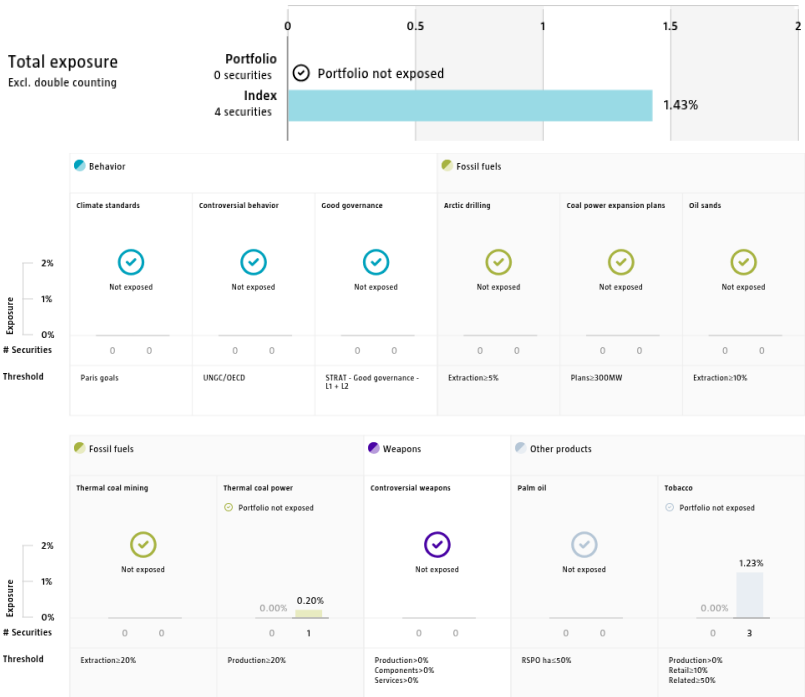 0 0.5 1 1.5 2
Total exposure
Excl. double counting
Portfolio
0 securities
Portfolio not exposed
Index
4 securities
1.43%
Behavior
Fossil fuels
Climate standards Controversial behavior Good governance Arctic drilling Coal power expansion plans Oil sands
Not exposed Not exposed Not exposed Not exposed Not exposed Not exposed
Exposure
2%
1%
0%
# Securities 0 0 0 0 0 0 0 0 0 0 0 0
Threshold Paris goals UNGC/OECD STRAT - Good governance - Extraction≥5% Plans≥300MW Extraction≥10%
L1 + L2
Fossil fuels
Weapons
Other products
Thermal coal mining Thermal coal power Controversial weapons Palm oil Tobacco
Portfolio not exposed Portfolio not exposed
Not exposed Not exposed Not exposed
Exposure
2%
1%
0%
0.00% 0.20% 0.00% 1.23%
# Securities 0 0 0 1 0 0 0 0 0 3
Threshold Extraction≥20% Production≥20% Production>0% RSPO ha≤50% Production>0%
Components>0% Retail≥10%
Services>0% Related≥50%